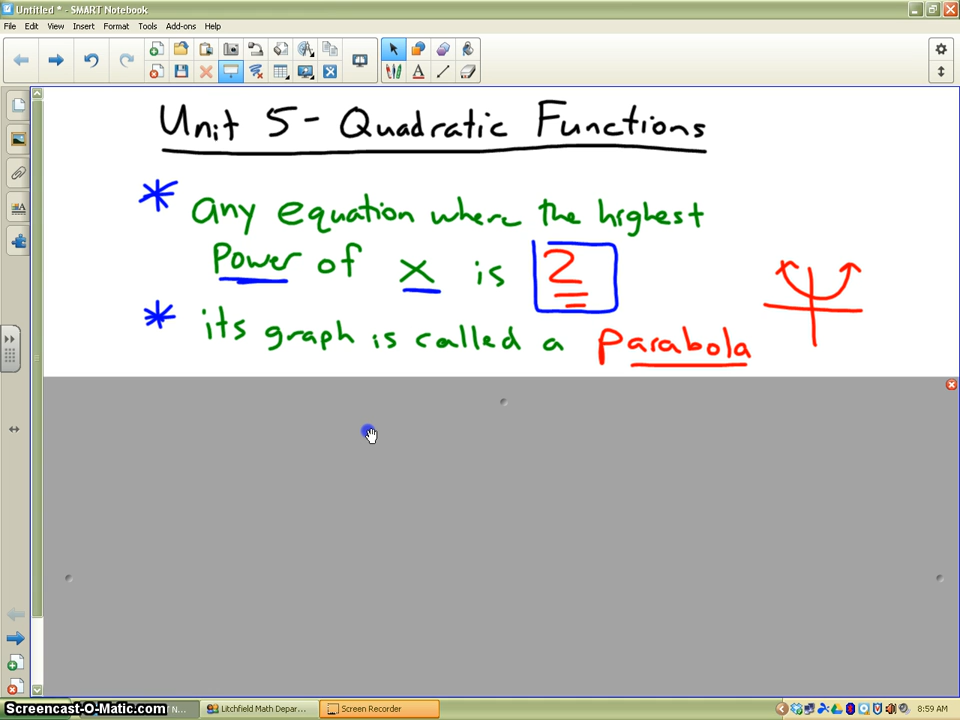 Untitled * - SMART Notebook
File Edit View Insert Format Tools Add-ons Help
Unit 5 - Quadratic Functions
* any equation where the highest
Power of x is 2
* its graph is called a parabola
Screencast-O-Matic.com
Litchfield Math Depar...
Screen Recorder
8:59 AM